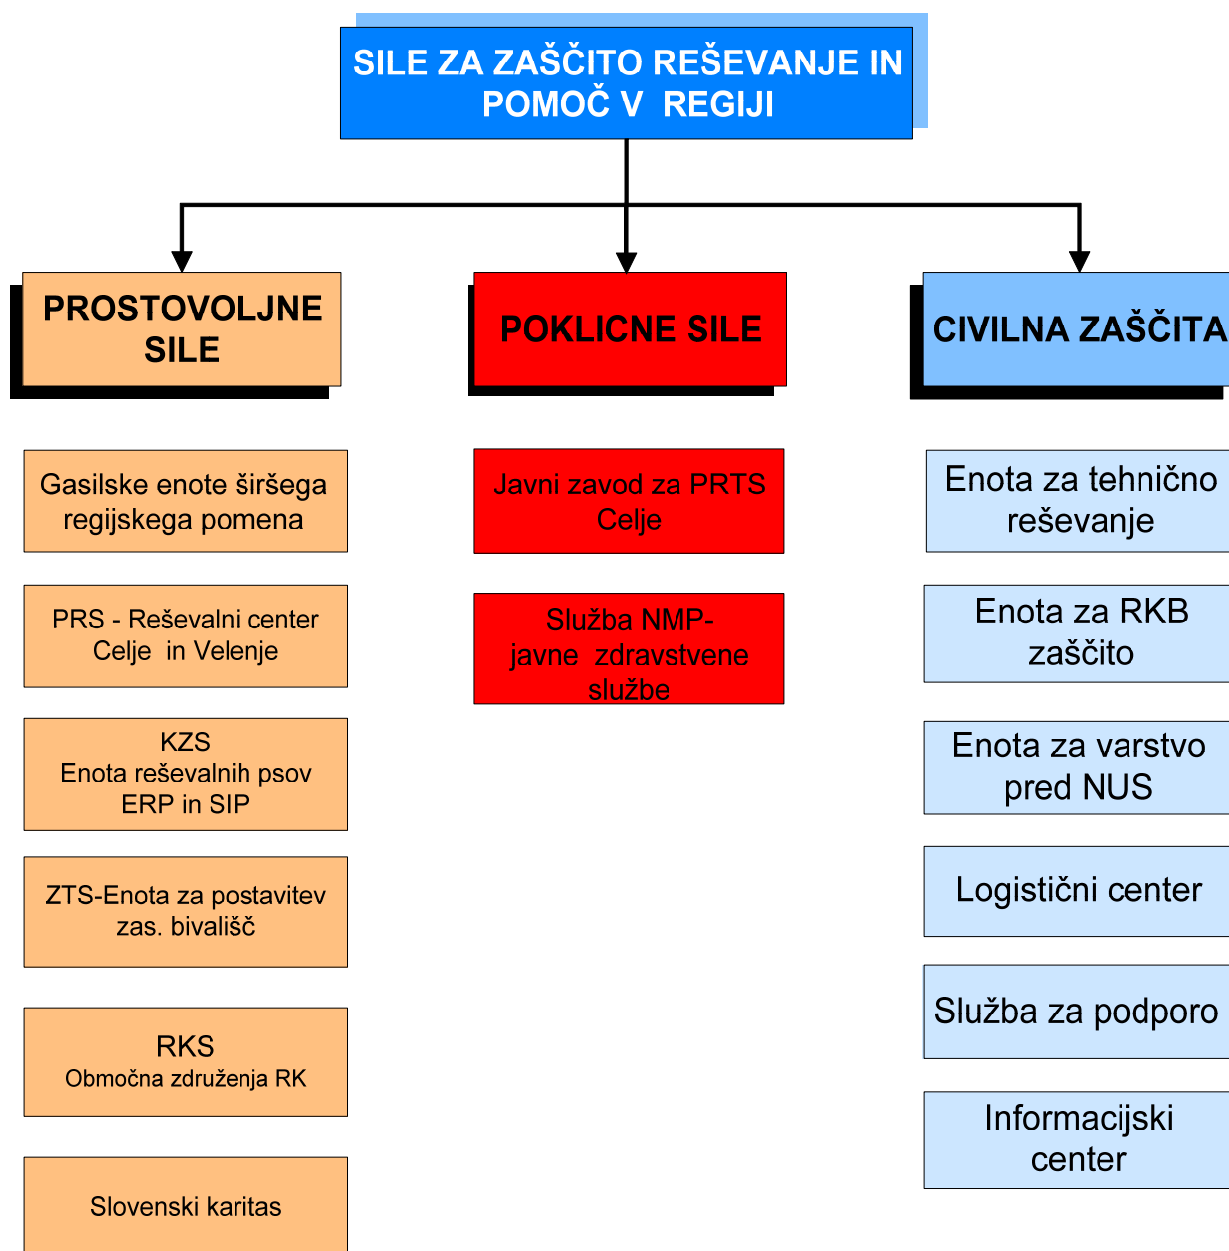 SILE ZA ZAŠČITO REŠEVANJE IN
POMOČ V REGIJI
PROSTOVOLJNE
SILE
Gasilske enote širšega
regijskega pomena
PRS - Reševalni center
Celje in Velenje
KZS
Enota reševalnih psov
ERP in SIP
ZTS-Enota za postavitev
zas. bivališč
RKS
Območna združenja RK
Slovenski karitas
POKLICNE SILE
Javni zavod za PRTS
Celje
Služba NMP-
javne zdravstvene
službe
CIVILNA ZAŠČITA
Enota za tehnično
reševanje
Enota za RKB
zaščito
Enota za varstvo
pred NUS
Logistični center
Služba za podporo
Informacijski
center